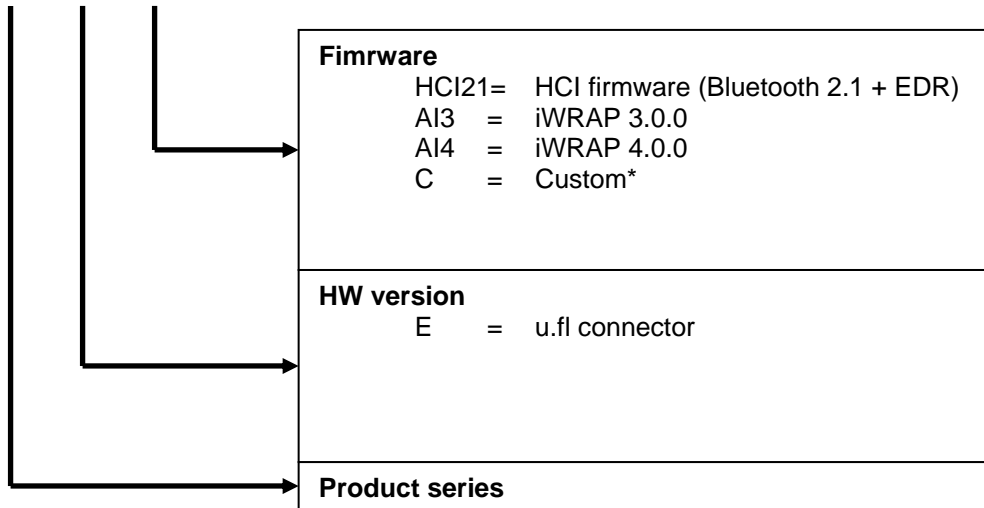 Fimrware
HCI21= HCI firmware (Bluetooth 2.1 + EDR)
AI3 = iWRAP 3.0.0
AI4 = iWRAP 4.0.0
C = Custom*
HW version
E = u.fl connector
Product series